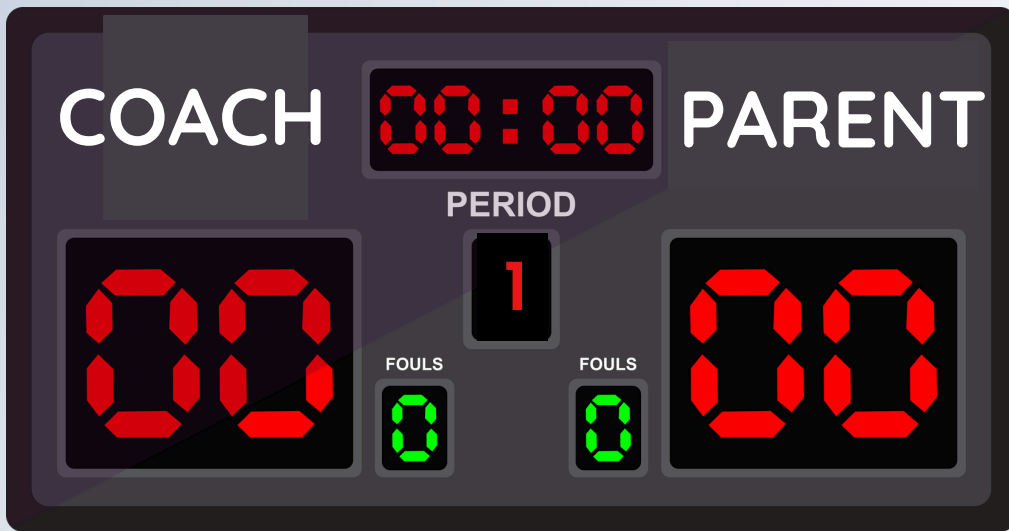 COACH
00:00
PARENT
PERIOD
00
1
00
FOULS
FOULS
0
0